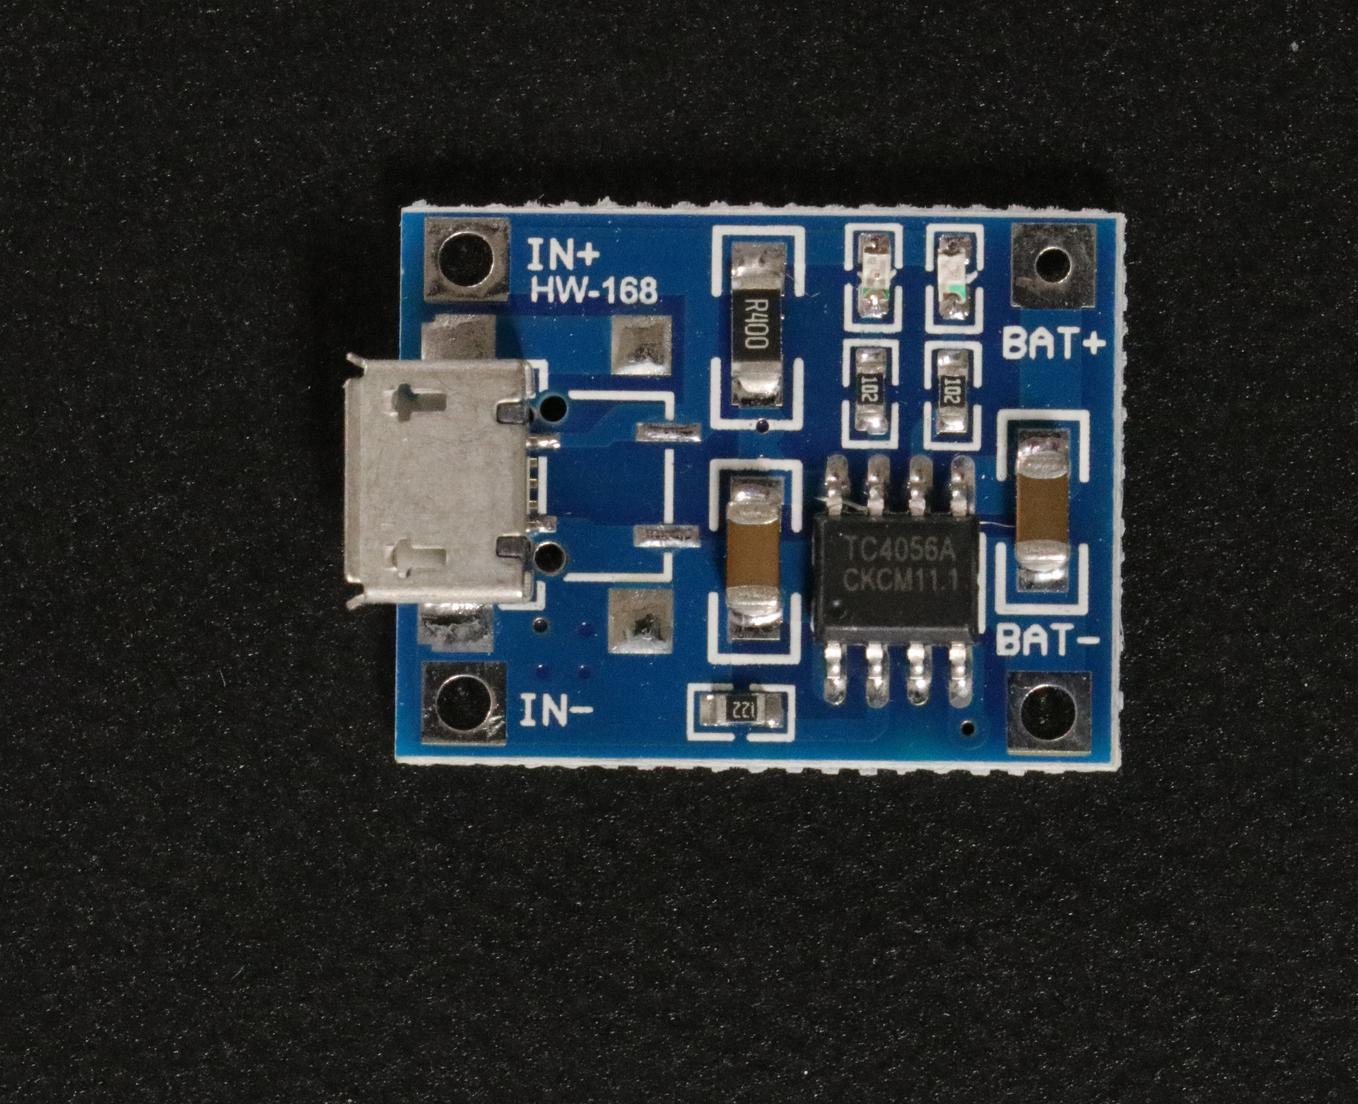 IN+
HW-168
R400
102
102
BAT+
TC4056A
CKCM11.1
BAT-
IN-
122